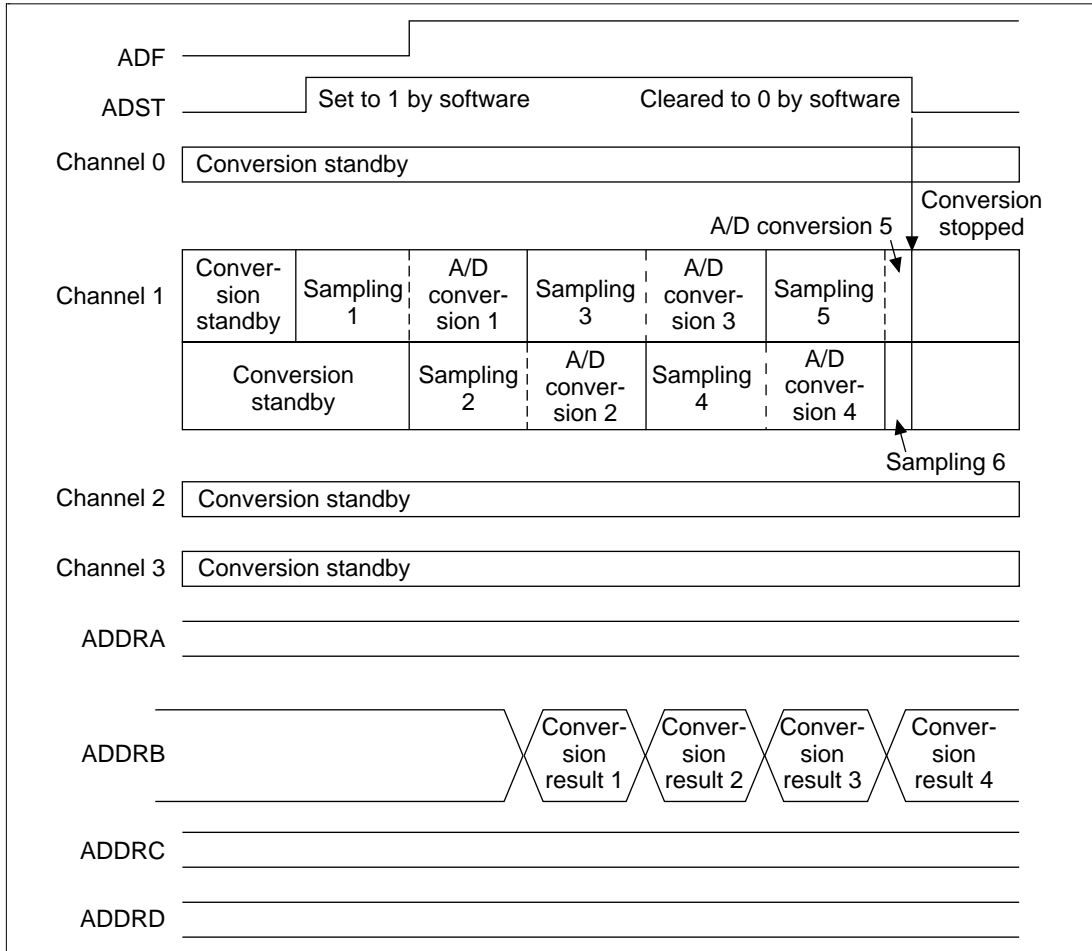 ADF
ADST
Set to 1 by software
Cleared to 0 by software
Channel 0
Conversion standby
Conversion
stopped
A/D conversion 5
Channel 1
Conver-
sion
standby
Sampling
1
A/D
conver-
sion 1
Sampling
3
A/D
conver-
sion 3
Sampling
5
Conversion
standby
Sampling
2
A/D
conver-
sion 2
Sampling
4
A/D
conver-
sion 4
Sampling 6
Channel 2
Conversion standby
Channel 3
Conversion standby
ADDRA
ADDRB
Conver-
sion
result 1
Conver-
sion
result 2
Conver-
sion
result 3
Conver-
sion
result 4
ADDRC
ADDRD